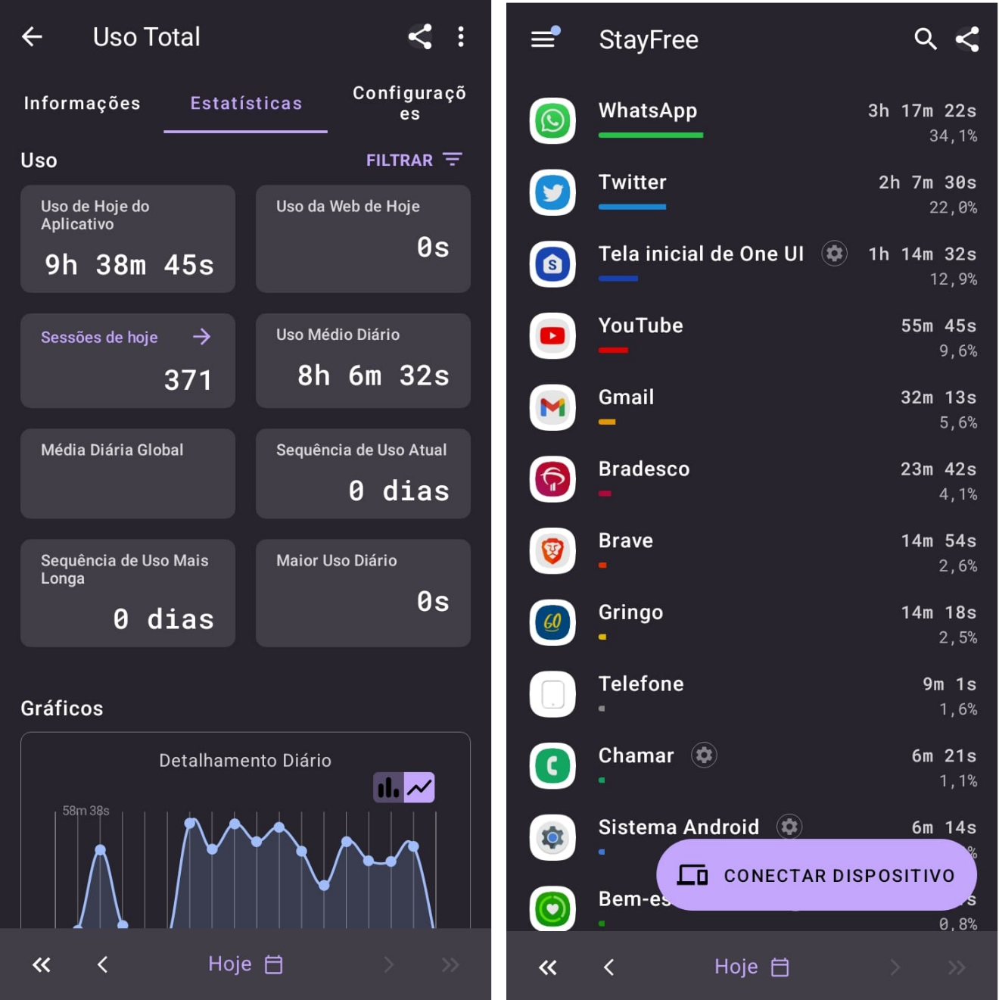 Uso Total
Informações
Estatísticas
Configuraçõ
es
Uso
FILTRAR
Uso de Hoje do
Aplicativo
9h 38m 45s
Uso da Web de Hoje
0s
Sessões de hoje
371
Uso Médio Diário
8h 6m 32s
Média Diária Global
Sequência de Uso Atual
0 dias
Sequência de Uso Mais
Longa
0 dias
Maior Uso Diário
0s
Gráficos
Detalhamento Diário
58m 38s
Hoje
StayFree
WhatsApp
3h 17m 22s
34,1%
Twitter
2h 7m 30s
22,0%
S
Tela inicial de One UI
1h 14m 32s
12,9%
YouTube
55m 45s
9,6%
Gmail
32m 13s
5,6%
Bradesco
23m 42s
4,1%
Brave
14m 54s
2,6%
GO
Gringo
14m 18s
2,5%
Telefone
9m 1s
1,6%
Chamar
6m 21s
1,1%
Sistema Android
6m 14s
%
CONECTAR DISPOSITIVO
Bem-es
s
0,8%
Hoje